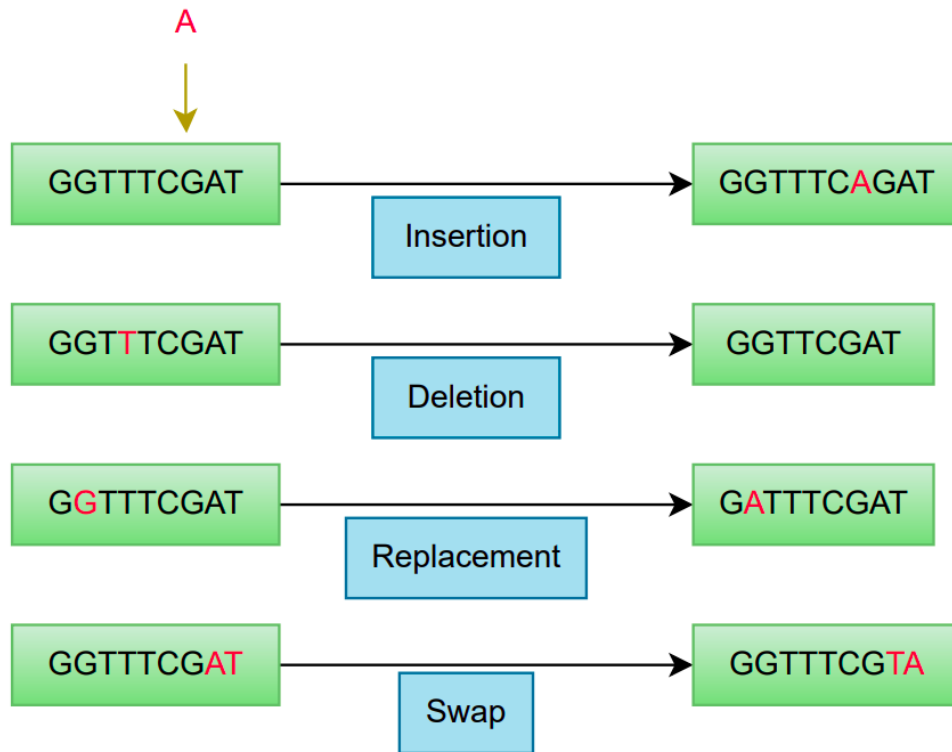 A
GGTTTCGAT
GGTTTCAGAT
Insertion
GGTTTCGAT
GGTTCGAT
Deletion
GGTTTCGAT
GATTTCGAT
Replacement
GGTTTCGAT
GGTTTCGTA
Swap